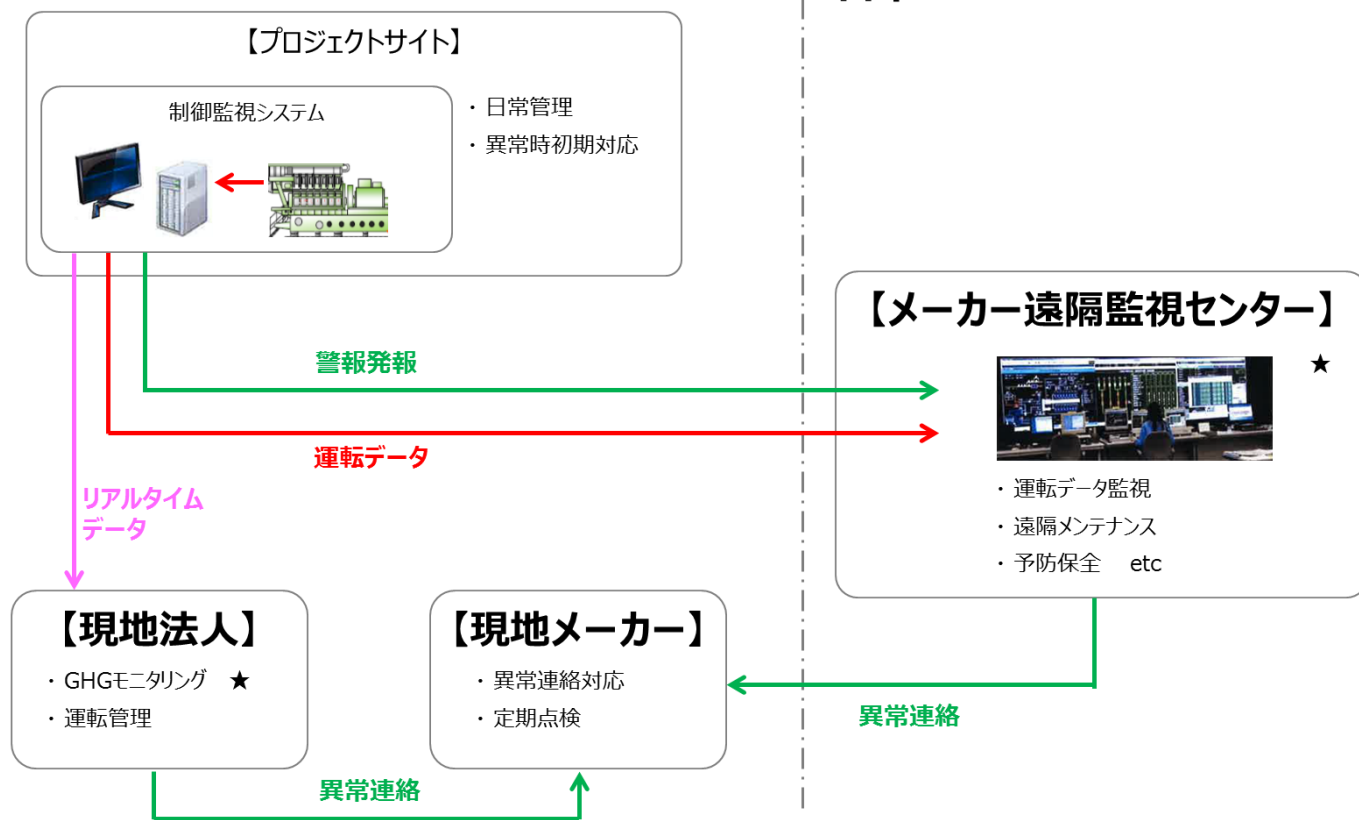 【プロジェクトサイト】
制御監視システム
・日常管理
・異常時初期対応
【メーカー遠隔監視センター】
★
警報発報
運転データ
・運転データ監視
・遠隔メンテナンス
・予防保全 etc
リアルタイム
データ
【現地法人】
・GHGモニタリング ★
・運転管理
【現地メーカー】
・異常連絡対応
・定期点検
異常連絡
異常連絡